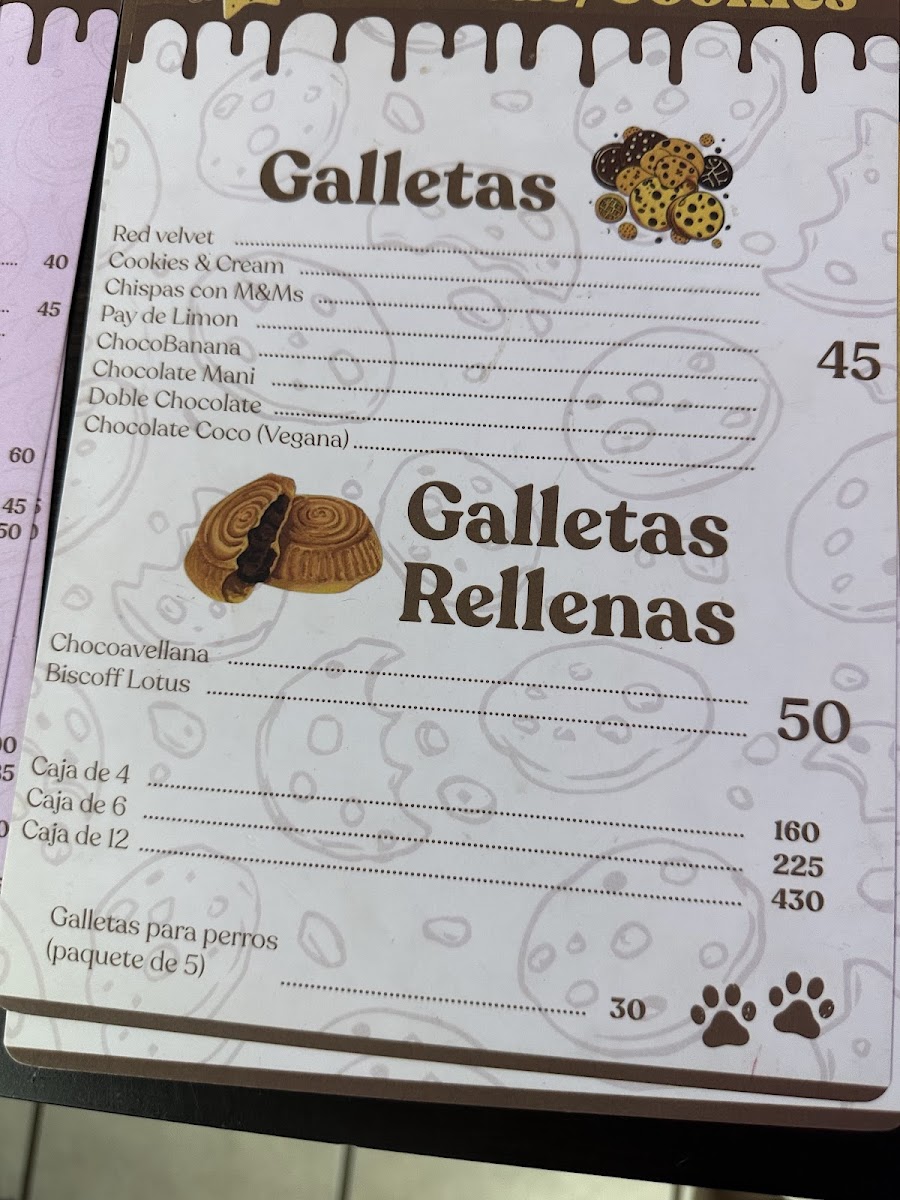 Galletas
Red velvet
Cookies & Cream
Chispas con M&Ms
Pay de Limon
ChocoBanana
Chocolate Mani
Doble Chocolate
Chocolate Coco (Vegana)
45
Galletas
Rellenas
Chocoavellana
Biscoff Lotus
50
Caja de 4 160
Caja de 6 225
Caja de 12 430
Galletas para perros
(paquete de 5) 30
40
45
60
45